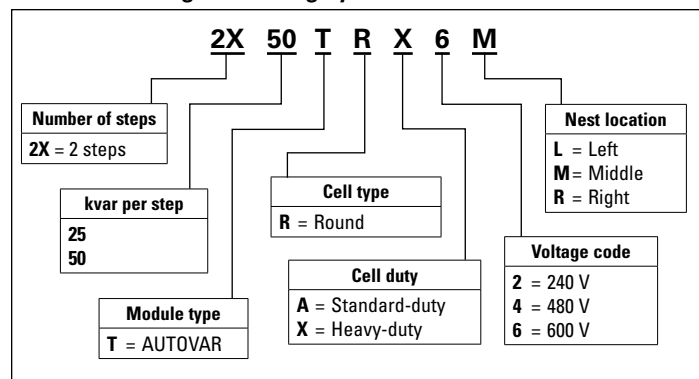 2X 50 T R X 6 M
Number of steps
2X = 2 steps
kvar per step
25
50
Module type
T = AUTOVAR
Cell type
R = Round
Cell duty
A = Standard-duty
X = Heavy-duty
Voltage code
2 = 240 V
4 = 480 V
6 = 600 V
Nest location
L = Left
M = Middle
R = Right